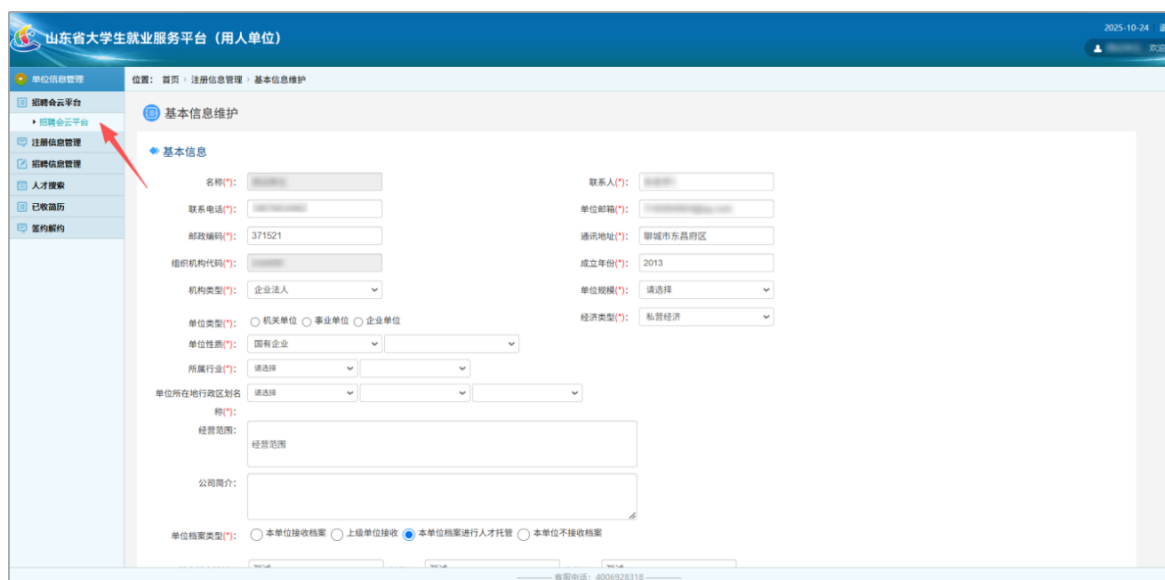 山东省大学生就业服务平台（用人单位）
2025-10-24
单位信息管理
位置： 首页 › 注册信息管理 › 基本信息维护
招聘会云平台
招聘会云平台
注册信息管理
招聘信息管理
人才搜索
已收简历
签约解约
基本信息维护
基本信息
名称(*)： 联系人(*)：
联系电话(*)： 单位邮箱(*)：
邮政编码(*)： 371521 通讯地址(*)： 聊城市东昌府区
组织机构代码(*)： 成立年份(*)： 2013
机构类型(*)： 企业法人 单位规模(*)： 请选择
单位类型(*)： 机关单位 事业单位 企业单位 经济类型(*)： 私营经济
单位性质(*)： 国有企业
所属行业(*)： 请选择
单位所在地行政区划名 请选择
称(*)：
经营范围： 经营范围
公司简介：
单位档案类型(*)： 本单位接收档案 上级单位接收 本单位档案进行人才托管 本单位不接收档案
客服电话：4006928318